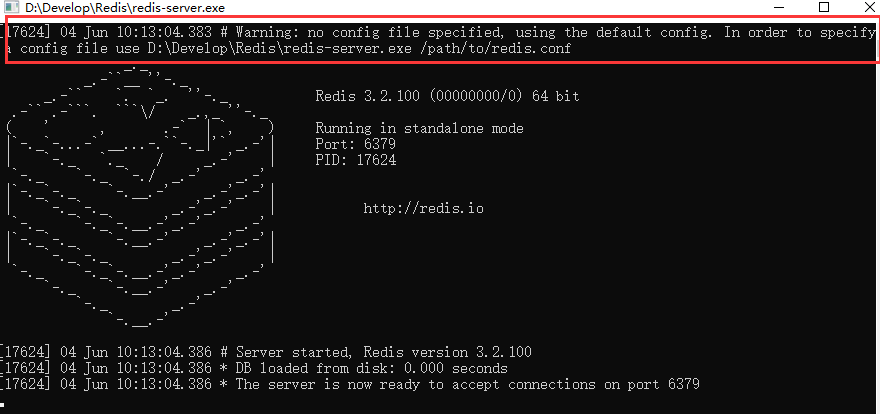 D:\Develop\Redis\redis-server.exe
[17624] 04 Jun 10:13:04.383 # Warning: no config file specified, using the default config. In order to specify
a config file use D:\Develop\Redis\redis-server.exe /path/to/redis.conf
Redis 3.2.100 (00000000/0) 64 bit
Running in standalone mode
Port: 6379
PID: 17624
http://redis.io
[17624] 04 Jun 10:13:04.386 # Server started, Redis version 3.2.100
[17624] 04 Jun 10:13:04.386 * DB loaded from disk: 0.000 seconds
[17624] 04 Jun 10:13:04.386 * The server is now ready to accept connections on port 6379